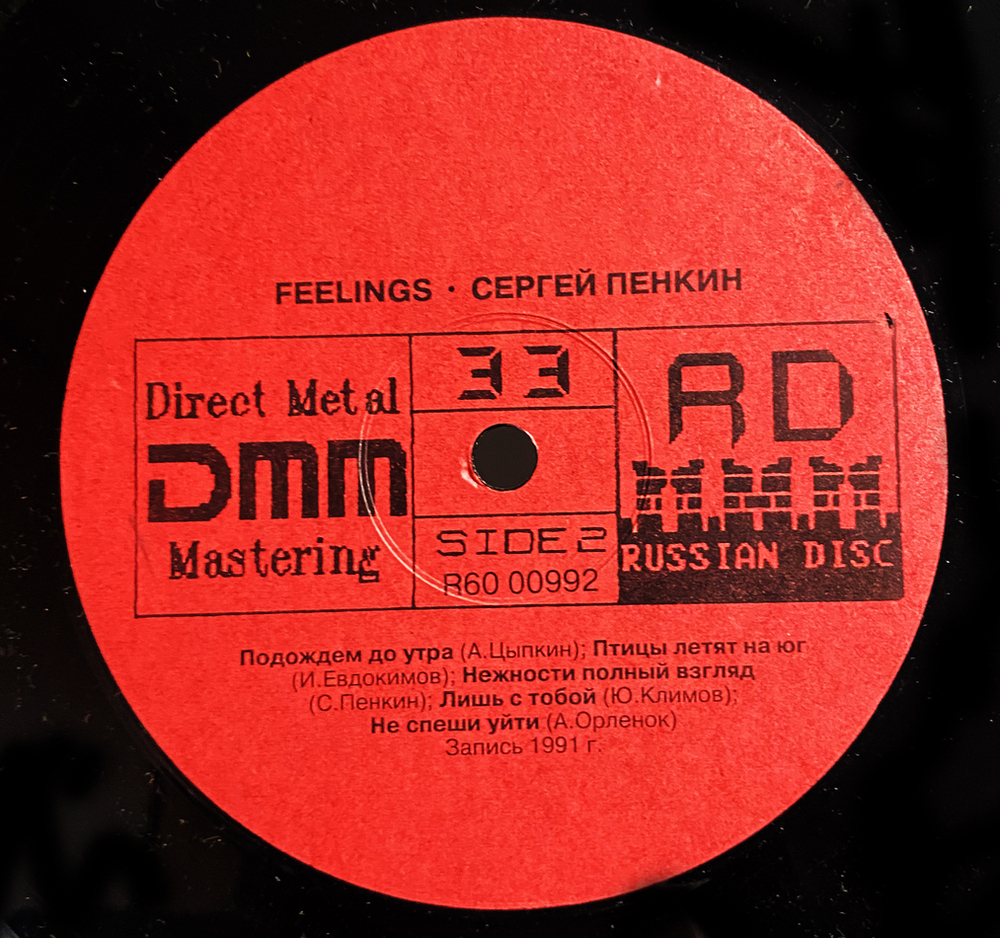 FEELINGS · СЕРГЕЙ ПЕНКИН
Direct Metal
DMM
Mastering
33
SIDE 2
R60 00992
RD
RUSSIAN DISC
Подождем до утра (А.Цыпкин); Птицы летят на юг
(И.Евдокимов); Нежности полный взгляд
(С.Пенкин); Лишь с тобой (Ю.Климов);
Не спеши уйти (А.Орленок)
Запись 1991 г.